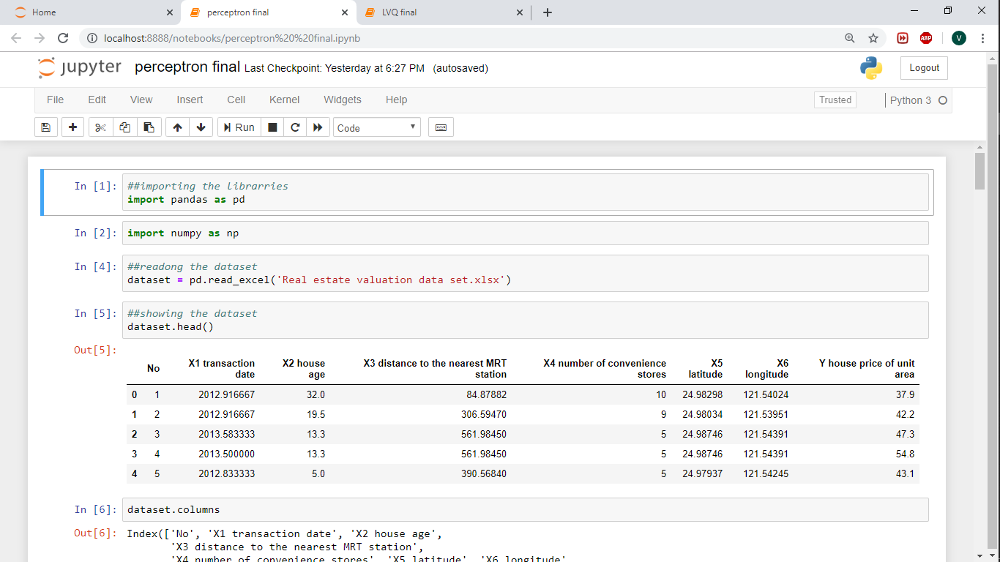 Home
perceptron final
LVQ final
localhost:8888/notebooks/perceptron%20%20final.ipynb
ABP
V
jupyter perceptron final Last Checkpoint: Yesterday at 6:27 PM (autosaved)
Logout
File Edit View Insert Cell Kernel Widgets Help
Trusted
Python 3
Run
Code
In [1]: ##importing the librarries
import pandas as pd
In [2]: import numpy as np
In [4]: ##readong the dataset
dataset = pd.read_excel('Real estate valuation data set.xlsx')
In [5]: ##showing the dataset
dataset.head()
Out[5]:
No X1 transaction date X2 house age X3 distance to the nearest MRT station X4 number of convenience stores X5 latitude X6 longitude Y house price of unit area
0 1 2012.916667 32.0 84.87882 10 24.98298 121.54024 37.9
1 2 2012.916667 19.5 306.59470 9 24.98034 121.53951 42.2
2 3 2013.583333 13.3 561.98450 5 24.98746 121.54391 47.3
3 4 2013.500000 13.3 561.98450 5 24.98746 121.54391 54.8
4 5 2012.833333 5.0 390.56840 5 24.97937 121.54245 43.1
In [6]: dataset.columns
Out[6]: Index(['No', 'X1 transaction date', 'X2 house age',
'X3 distance to the nearest MRT station',
'X4 number of convenience stores', 'X5 latitude', 'X6 longitude',